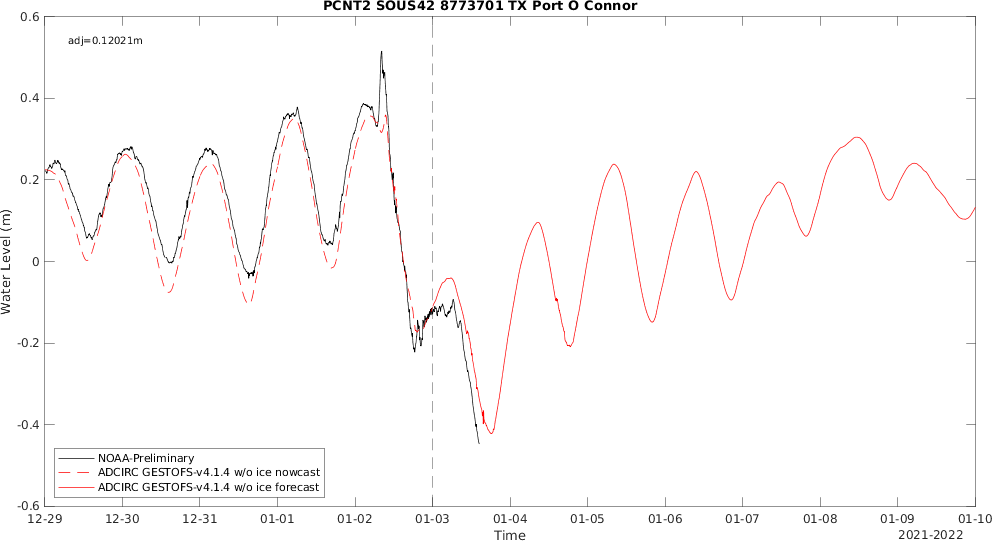 PCNT2 SOUS42 8773701 TX Port O Connor
adj=0.12021m
0.6
0.4
0.2
0
-0.2
-0.4
-0.6
Water Level (m)
NOAA-Preliminary
ADCIRC GESTOFS-v4.1.4 w/o ice nowcast
ADCIRC GESTOFS-v4.1.4 w/o ice forecast
12-29 12-30 12-31 01-01 01-02 01-03 01-04 01-05 01-06 01-07 01-08 01-09 01-10
Time
2021-2022